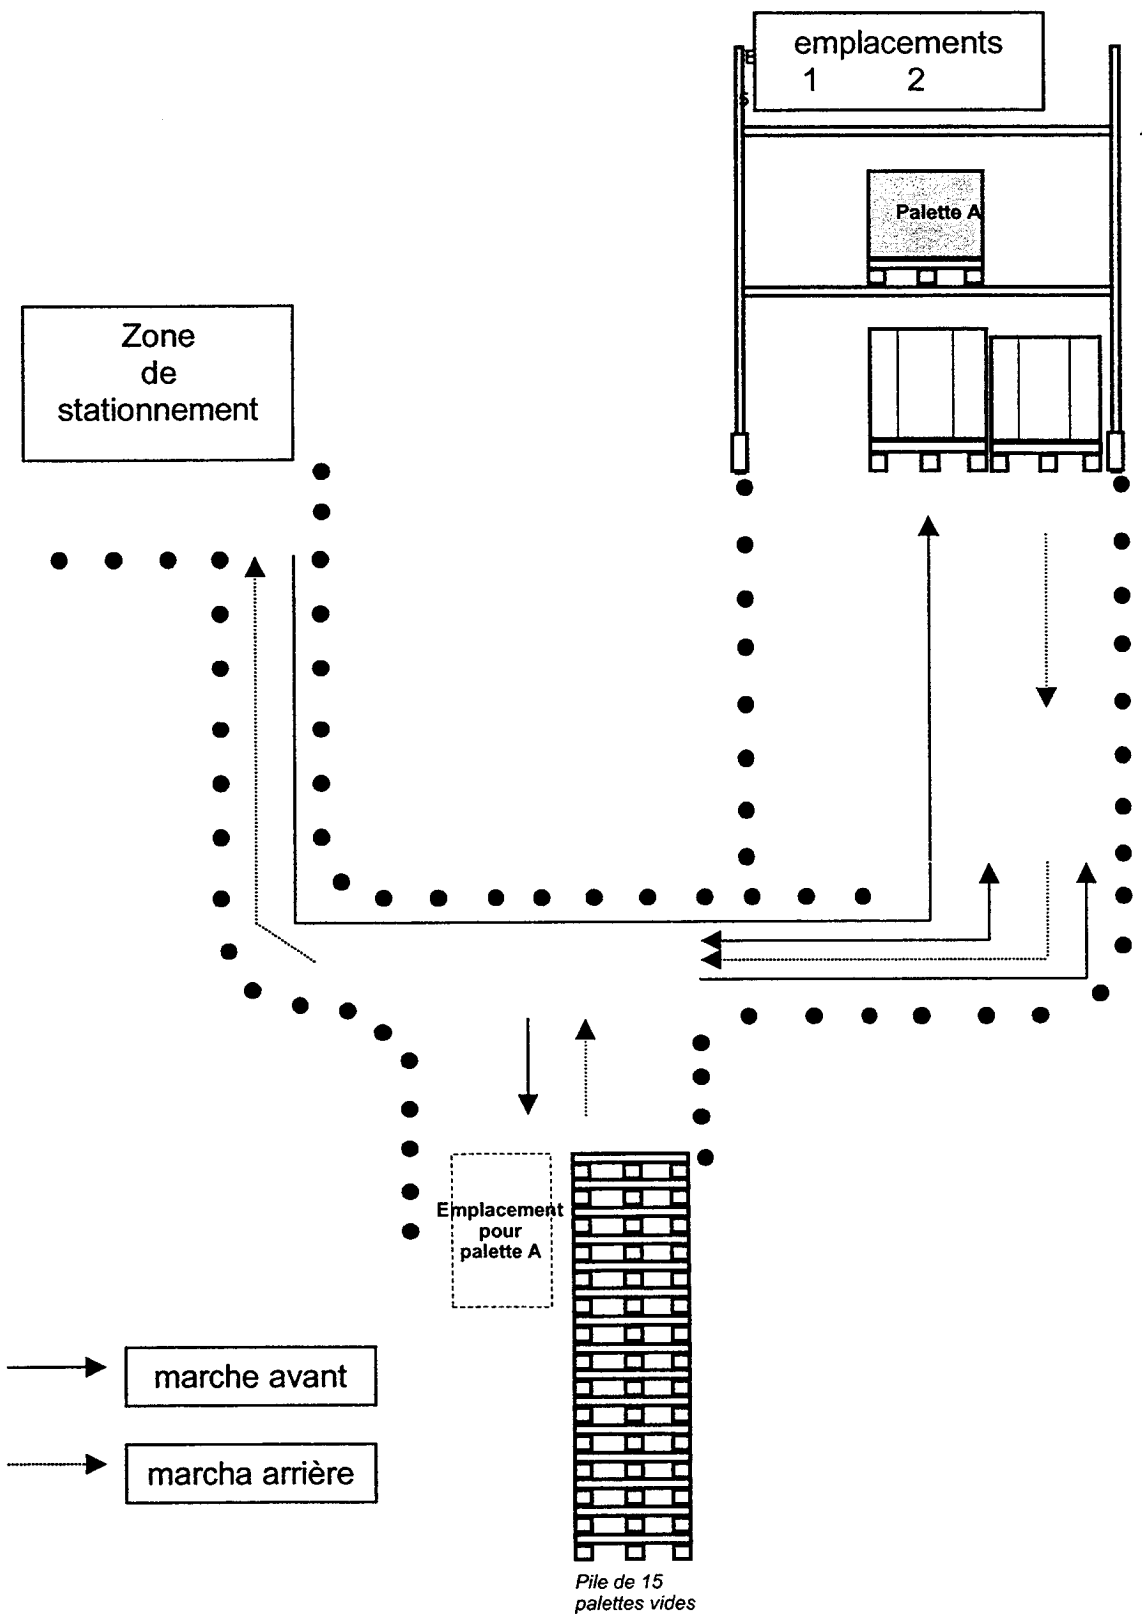 emplacements
1 2
Palette A
Zone
de
stationnement
Emplacement
pour
palette A
marche avant
marcha arrière
Pile de 15
palettes vides